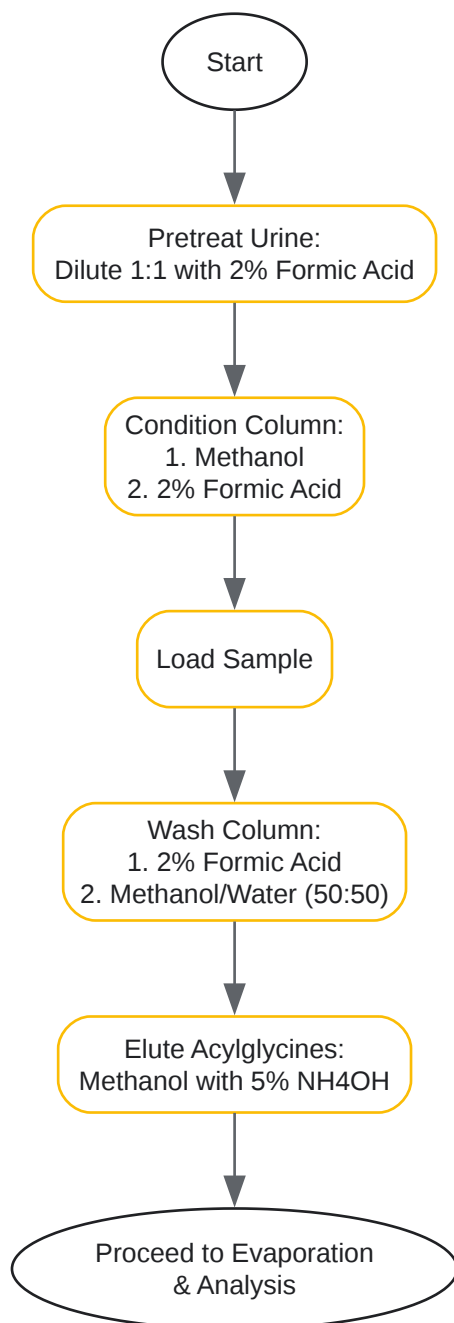 Start
Pretreat Urine:
Dilute 1:1 with 2% Formic Acid
Condition Column:
1. Methanol
2. 2% Formic Acid
Load Sample
Wash Column:
1. 2% Formic Acid
2. Methanol/Water (50:50)
Elute Acylglycines:
Methanol with 5% NH4OH
Proceed to Evaporation
& Analysis